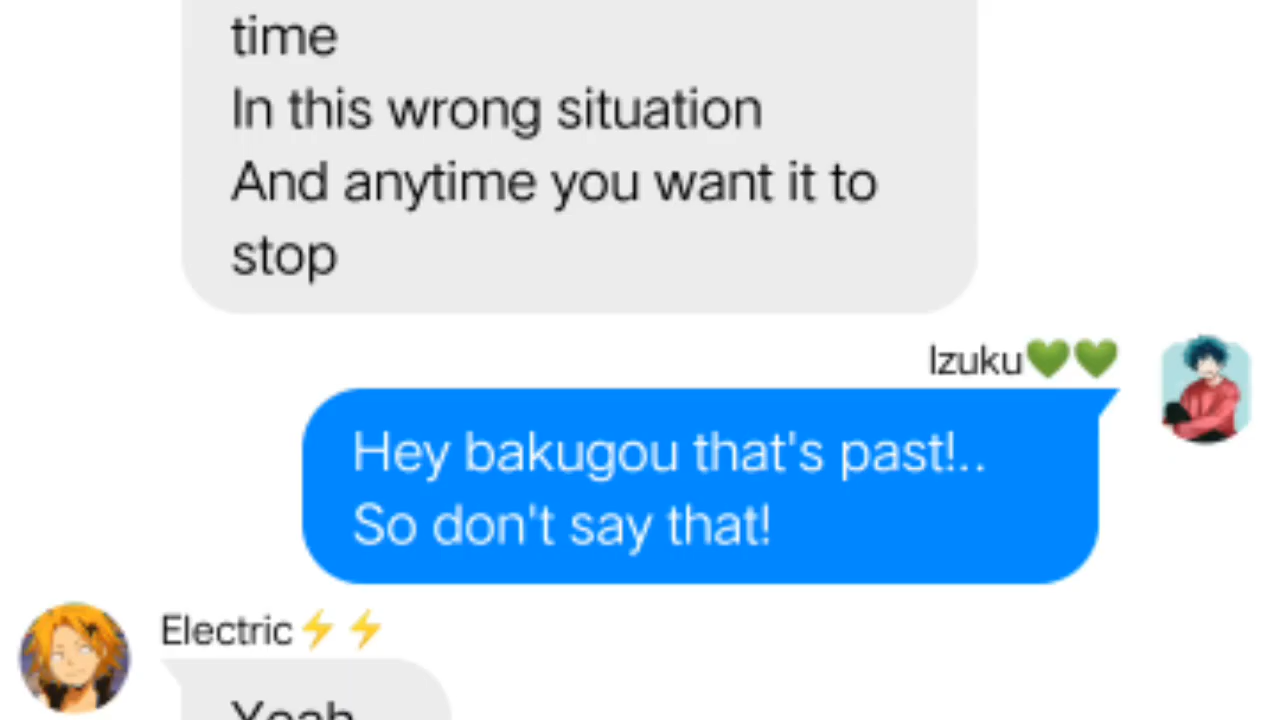 time
In this wrong situation
And anytime you want it to
stop
Izuku💚💚
Hey bakugou that's past!..
So don't say that!
Electric⚡⚡
Yeah